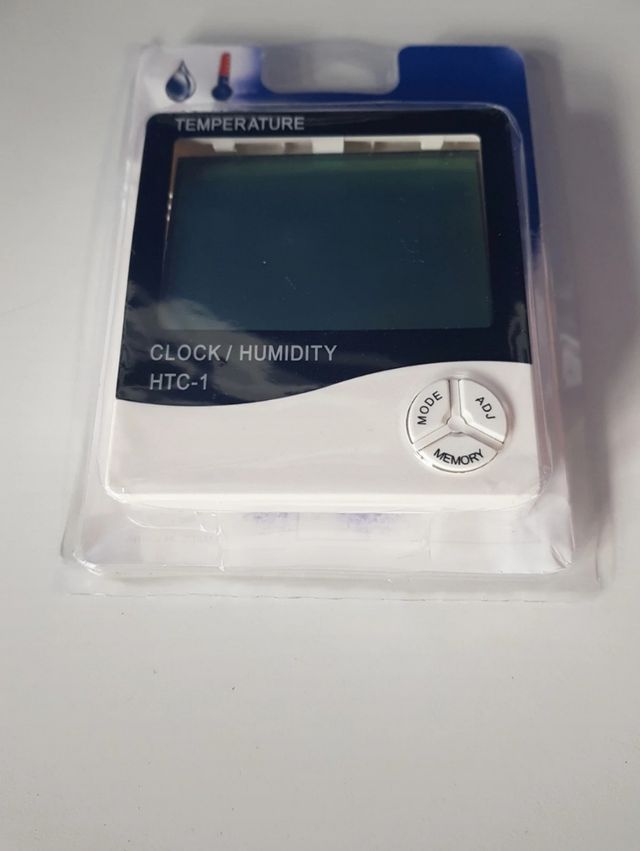 TEMPERATURE
CLOCK / HUMIDITY
HTC-1
MODE
ADJ
MEMORY